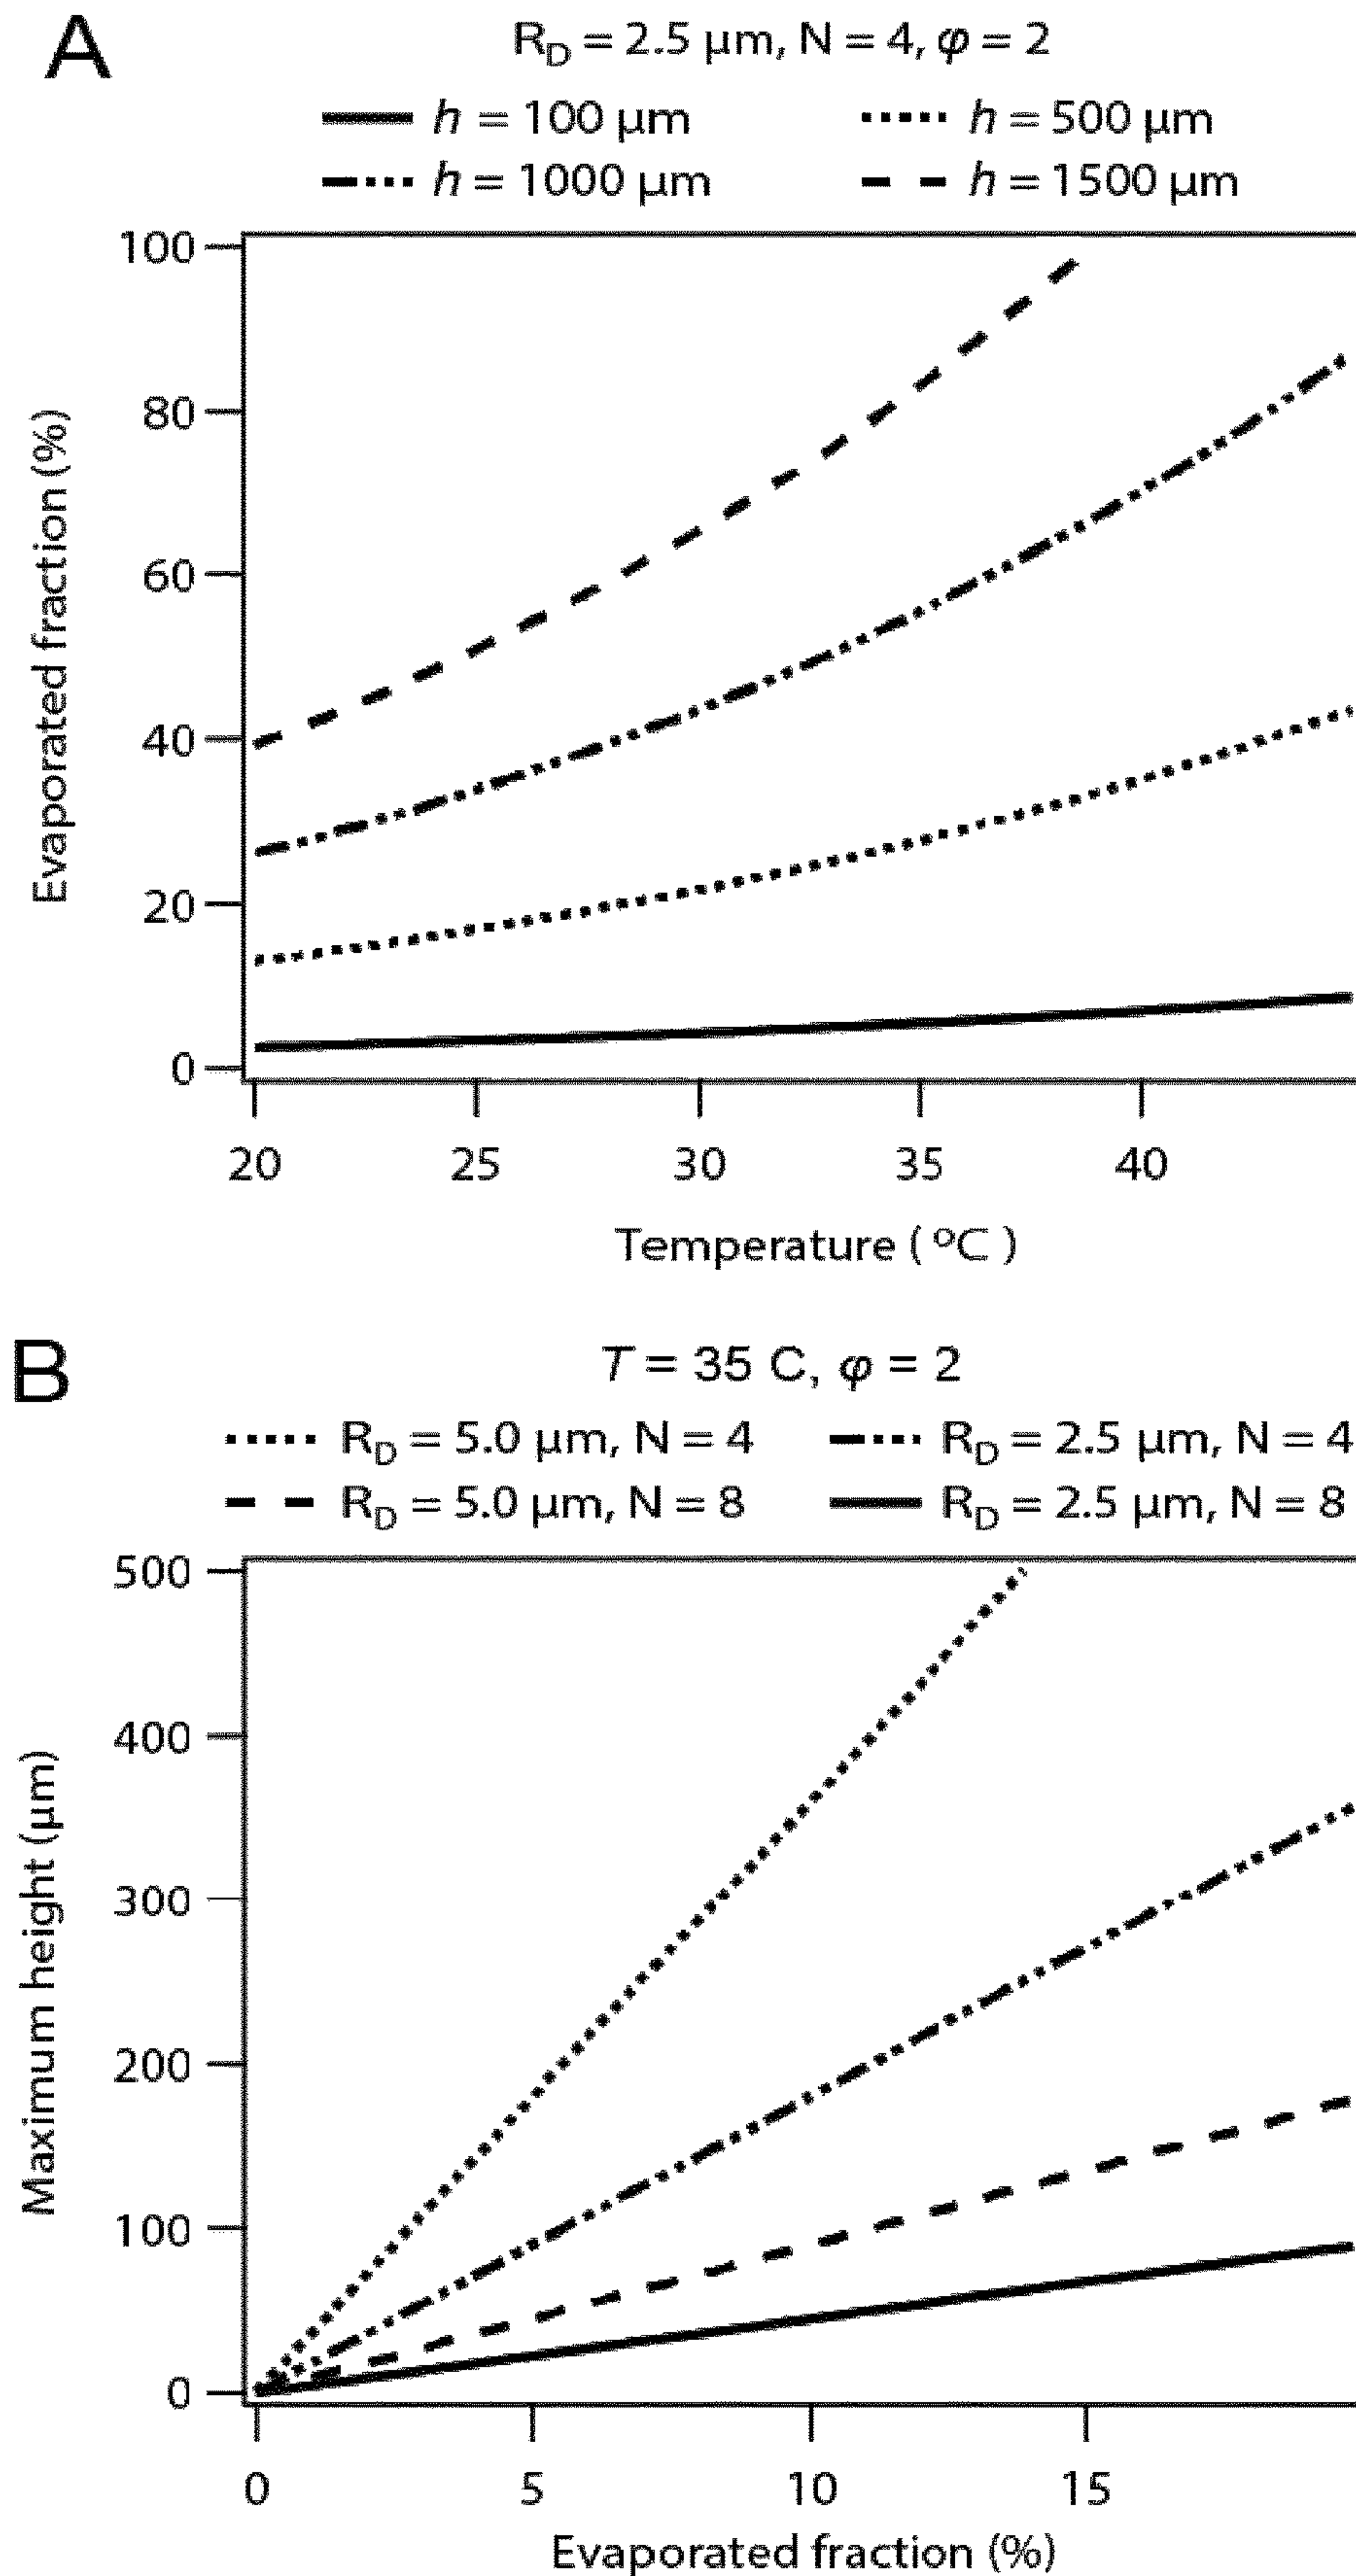 A
R_D = 2.5 µm, N = 4, φ = 2
h = 100 µm h = 500 µm
h = 1000 µm h = 1500 µm
100
80
60
40
20
0
Evaporated fraction (%)
20 25 30 35 40
Temperature ( °C )
B
T = 35 C, φ = 2
R_D = 5.0 µm, N = 4 R_D = 2.5 µm, N = 4
R_D = 5.0 µm, N = 8 R_D = 2.5 µm, N = 8
500
400
300
200
100
0
Maximum height (µm)
0 5 10 15
Evaporated fraction (%)